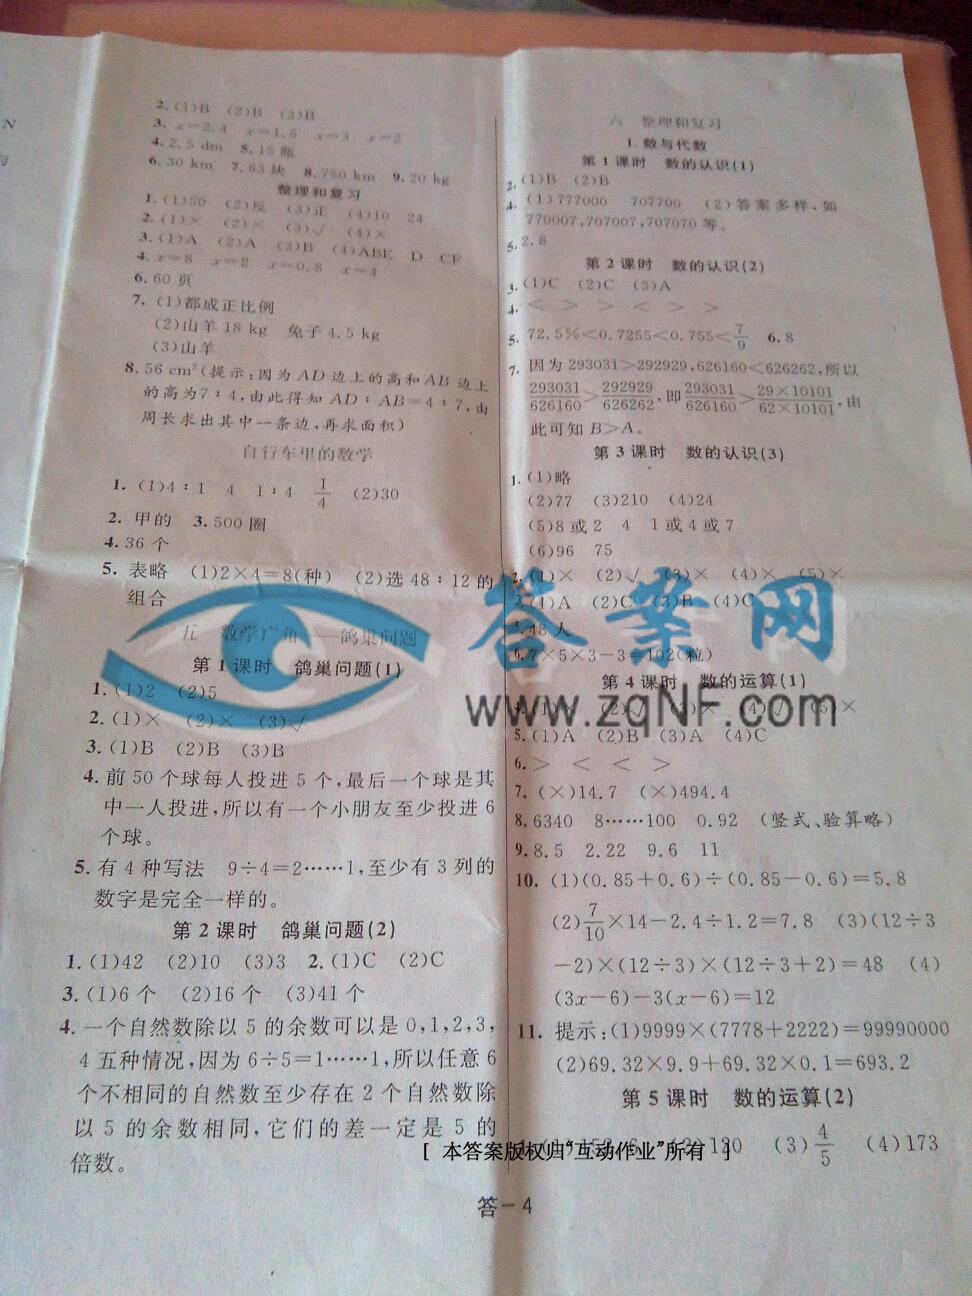 N
2.(1)B (2)B (3)B
3. x=2.4 x=1.5 x=3 x=2
4. 2.5 dm 5. 15 瓶
6. 30 km 7. 63 块 8. 750 km 9. 20 kg
整理和复习
1. (1)50 (2)反 (3)正 (4)10 24
2. (1)× (2)× (3)√ (4)×
3. (1)A (2)A (3)B (4)ABE D CF
4. x=8 x=2 x=0.8 x=4
6. 60 页
7. (1)都成正比例
(2)山羊 18 kg 兔子 4.5 kg
(3)山羊
8. 56 cm²(提示:因为 AD 边上的高和 AB 边上
的高为 7∶4,由此得知 AD∶AB=4∶7,由
周长求出其中一条边,再求面积)
自行车里的数学
1. (1)4∶1 4 1∶4 1/4 (2)30
2. 甲的 3. 500 圈
4. 36 个
5. 表略 (1)2×4=8(种) (2)选 48∶12 的
组合
五 数学广角——鸽巢问题
第 1 课时 鸽巢问题(1)
1. (1)2 (2)5
2. (1)× (2)× (3)√
3. (1)B (2)B (3)B
4. 前 50 个球每人投进 5 个,最后一个球是其
中一人投进,所以有一个小朋友至少投进 6
个球。
5. 有 4 种写法 9÷4=2……1,至少有 3 列的
数字是完全一样的。
第 2 课时 鸽巢问题(2)
1. (1)42 (2)10 (3)3 2. (1)C (2)C
3. (1)6 个 (2)16 个 (3)41 个
4. 一个自然数除以 5 的余数可以是 0,1,2,3,
4 五种情况,因为 6÷5=1……1,所以任意 6
个不相同的自然数至少存在 2 个自然数除
以 5 的余数相同,它们的差一定是 5 的
倍数。
六 整理和复习
1. 数与代数
第 1 课时 数的认识(1)
2. (1)B (2)B
4. (1)777000 707700 (2)答案多样,如
770007,707007,707070 等。
5. 2,8
第 2 课时 数的认识(2)
3. (1)C (2)C (3)A
4. < > > > > >
5. 72.5%<0.7255<0.755<7/9 6. 8
7. 因为 293031>292929,626160<626262,所以
293031/626160>292929/626262,即293031/626160>29×10101/62×10101,由
此可知 B>A。
第 3 课时 数的认识(3)
1. (1)略
(2)77 (3)210 (4)24
(5)8 或 2 4 1 或 4 或 7
(6)96 75
2. (1)× (2)√ (3)× (4)× (5)×
(1)A (2)C (3)B (4)C
5. 48 人
6. 7×5×3-3=102(粒)
第 4 课时 数的运算(1)
(1)× (2)√ (3)× (4)√ (5)×
5. (1)A (2)B (3)A (4)C
6. > < < >
7. (×)14.7 (×)494.4
8. 6340 8……100 0.92 (竖式、验算略)
9. 8.5 2.22 9.6 11
10. (1)(0.85+0.6)÷(0.85-0.6)=5.8
(2)7/10×14-2.4÷1.2=7.8 (3)(12÷3
-2)×(12÷3)×(12÷3+2)=48 (4)
(3x-6)-3(x-6)=12
11. 提示:(1)9999×(7778+2222)=99990000
(2)69.32×9.9+69.32×0.1=693.2
第 5 课时 数的运算(2)
(3)4/5 (4)173
答案网
www.zqNF.com
[ 本答案版权归“互动作业”所有 ]
答-4